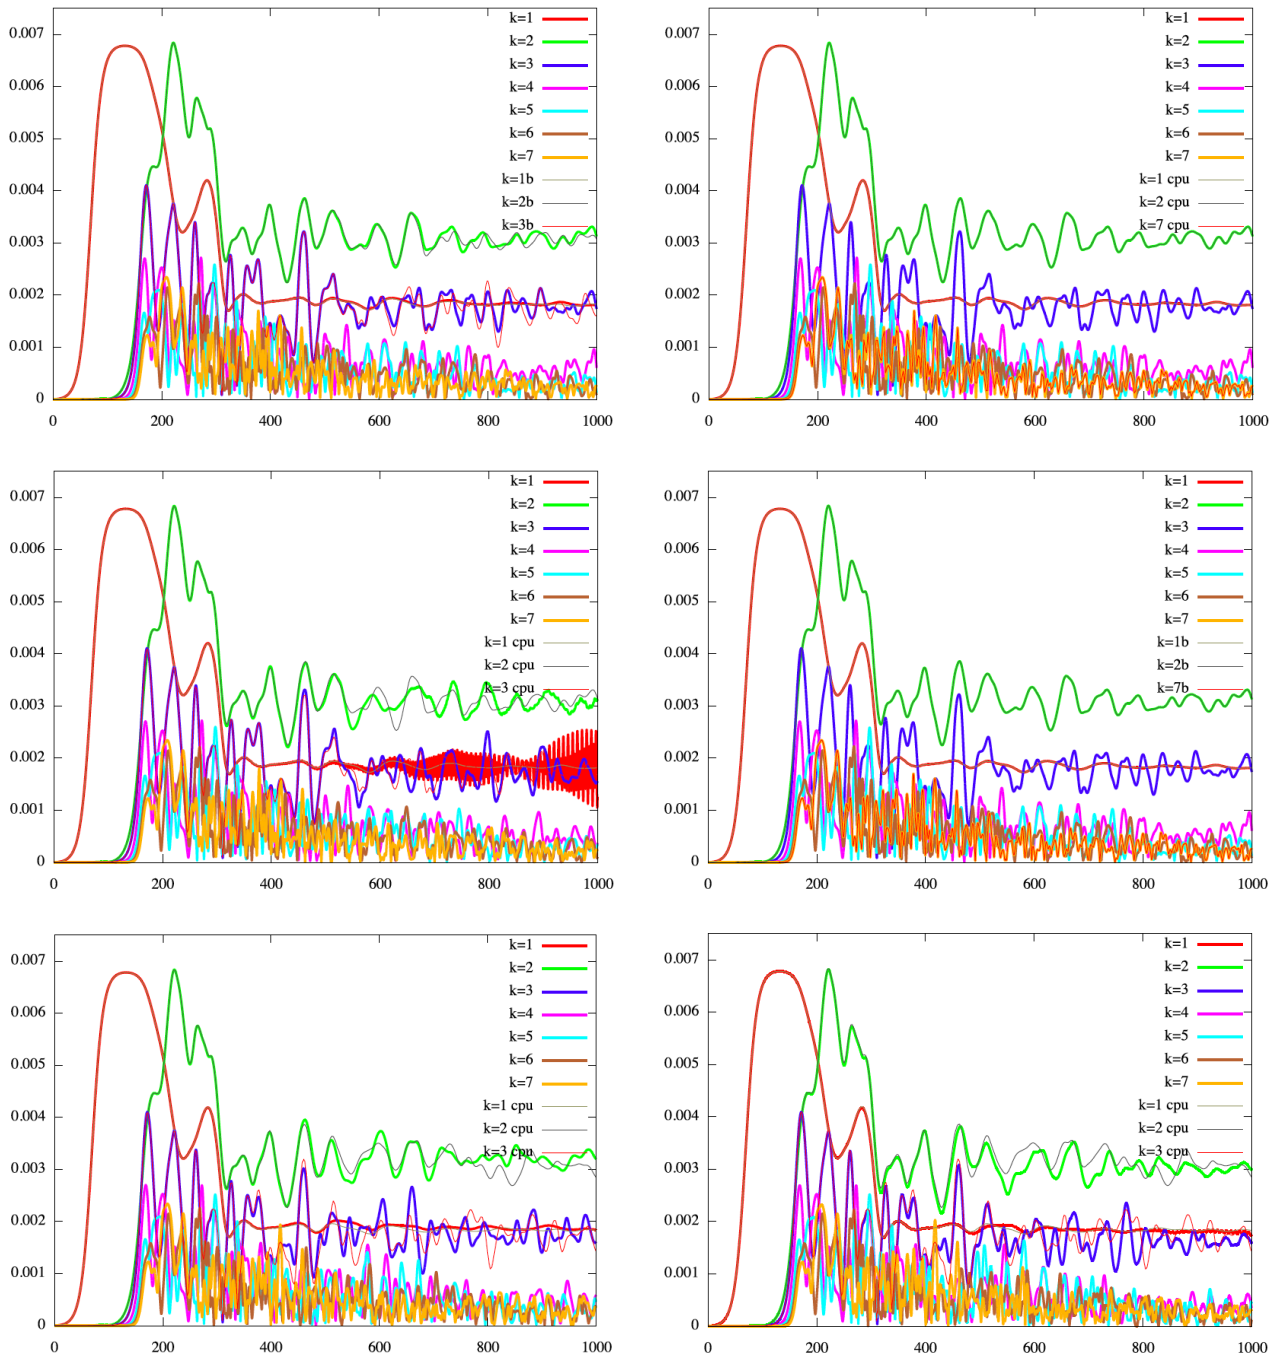 0.007
0.006
0.005
0.004
0.003
0.002
0.001
0
0
200
400
600
800
1000
k=1
k=2
k=3
k=4
k=5
k=6
k=7
k=1b
k=2b
k=3b
0.007
0.006
0.005
0.004
0.003
0.002
0.001
0
0
200
400
600
800
1000
k=1
k=2
k=3
k=4
k=5
k=6
k=7
k=1 cpu
k=2 cpu
k=7 cpu
0.007
0.006
0.005
0.004
0.003
0.002
0.001
0
0
200
400
600
800
1000
k=1
k=2
k=3
k=4
k=5
k=6
k=7
k=1 cpu
k=2 cpu
k=3 cpu
0.007
0.006
0.005
0.004
0.003
0.002
0.001
0
0
200
400
600
800
1000
k=1
k=2
k=3
k=4
k=5
k=6
k=7
k=1b
k=2b
k=7b
0.007
0.006
0.005
0.004
0.003
0.002
0.001
0
0
200
400
600
800
1000
k=1
k=2
k=3
k=4
k=5
k=6
k=7
k=1 cpu
k=2 cpu
k=3 cpu
0.007
0.006
0.005
0.004
0.003
0.002
0.001
0
0
200
400
600
800
1000
k=1
k=2
k=3
k=4
k=5
k=6
k=7
k=1 cpu
k=2 cpu
k=3 cpu